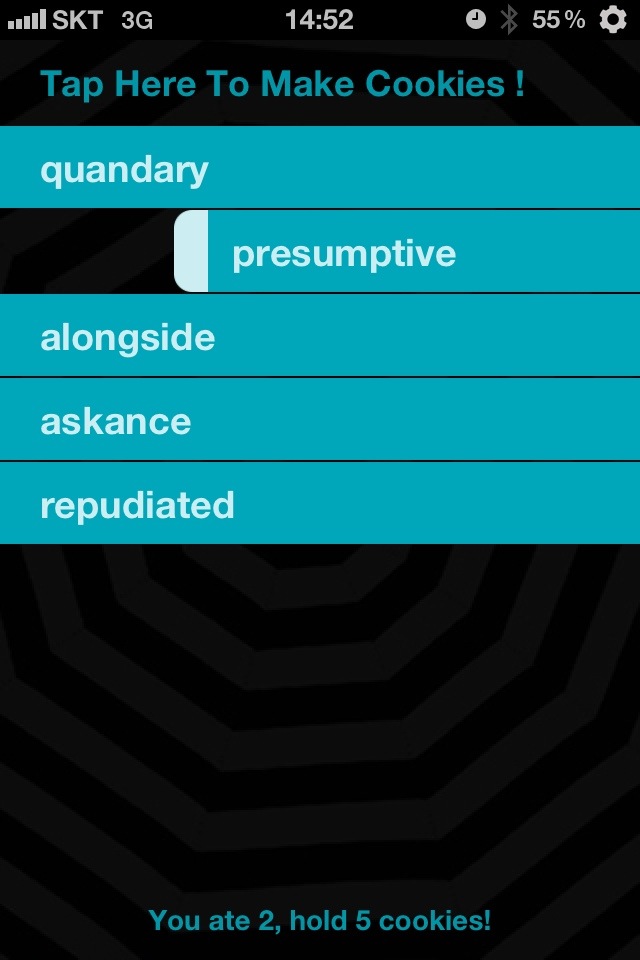 SKT 3G 14:52 55%
Tap Here To Make Cookies !
quandary
presumptive
alongside
askance
repudiated
You ate 2, hold 5 cookies!